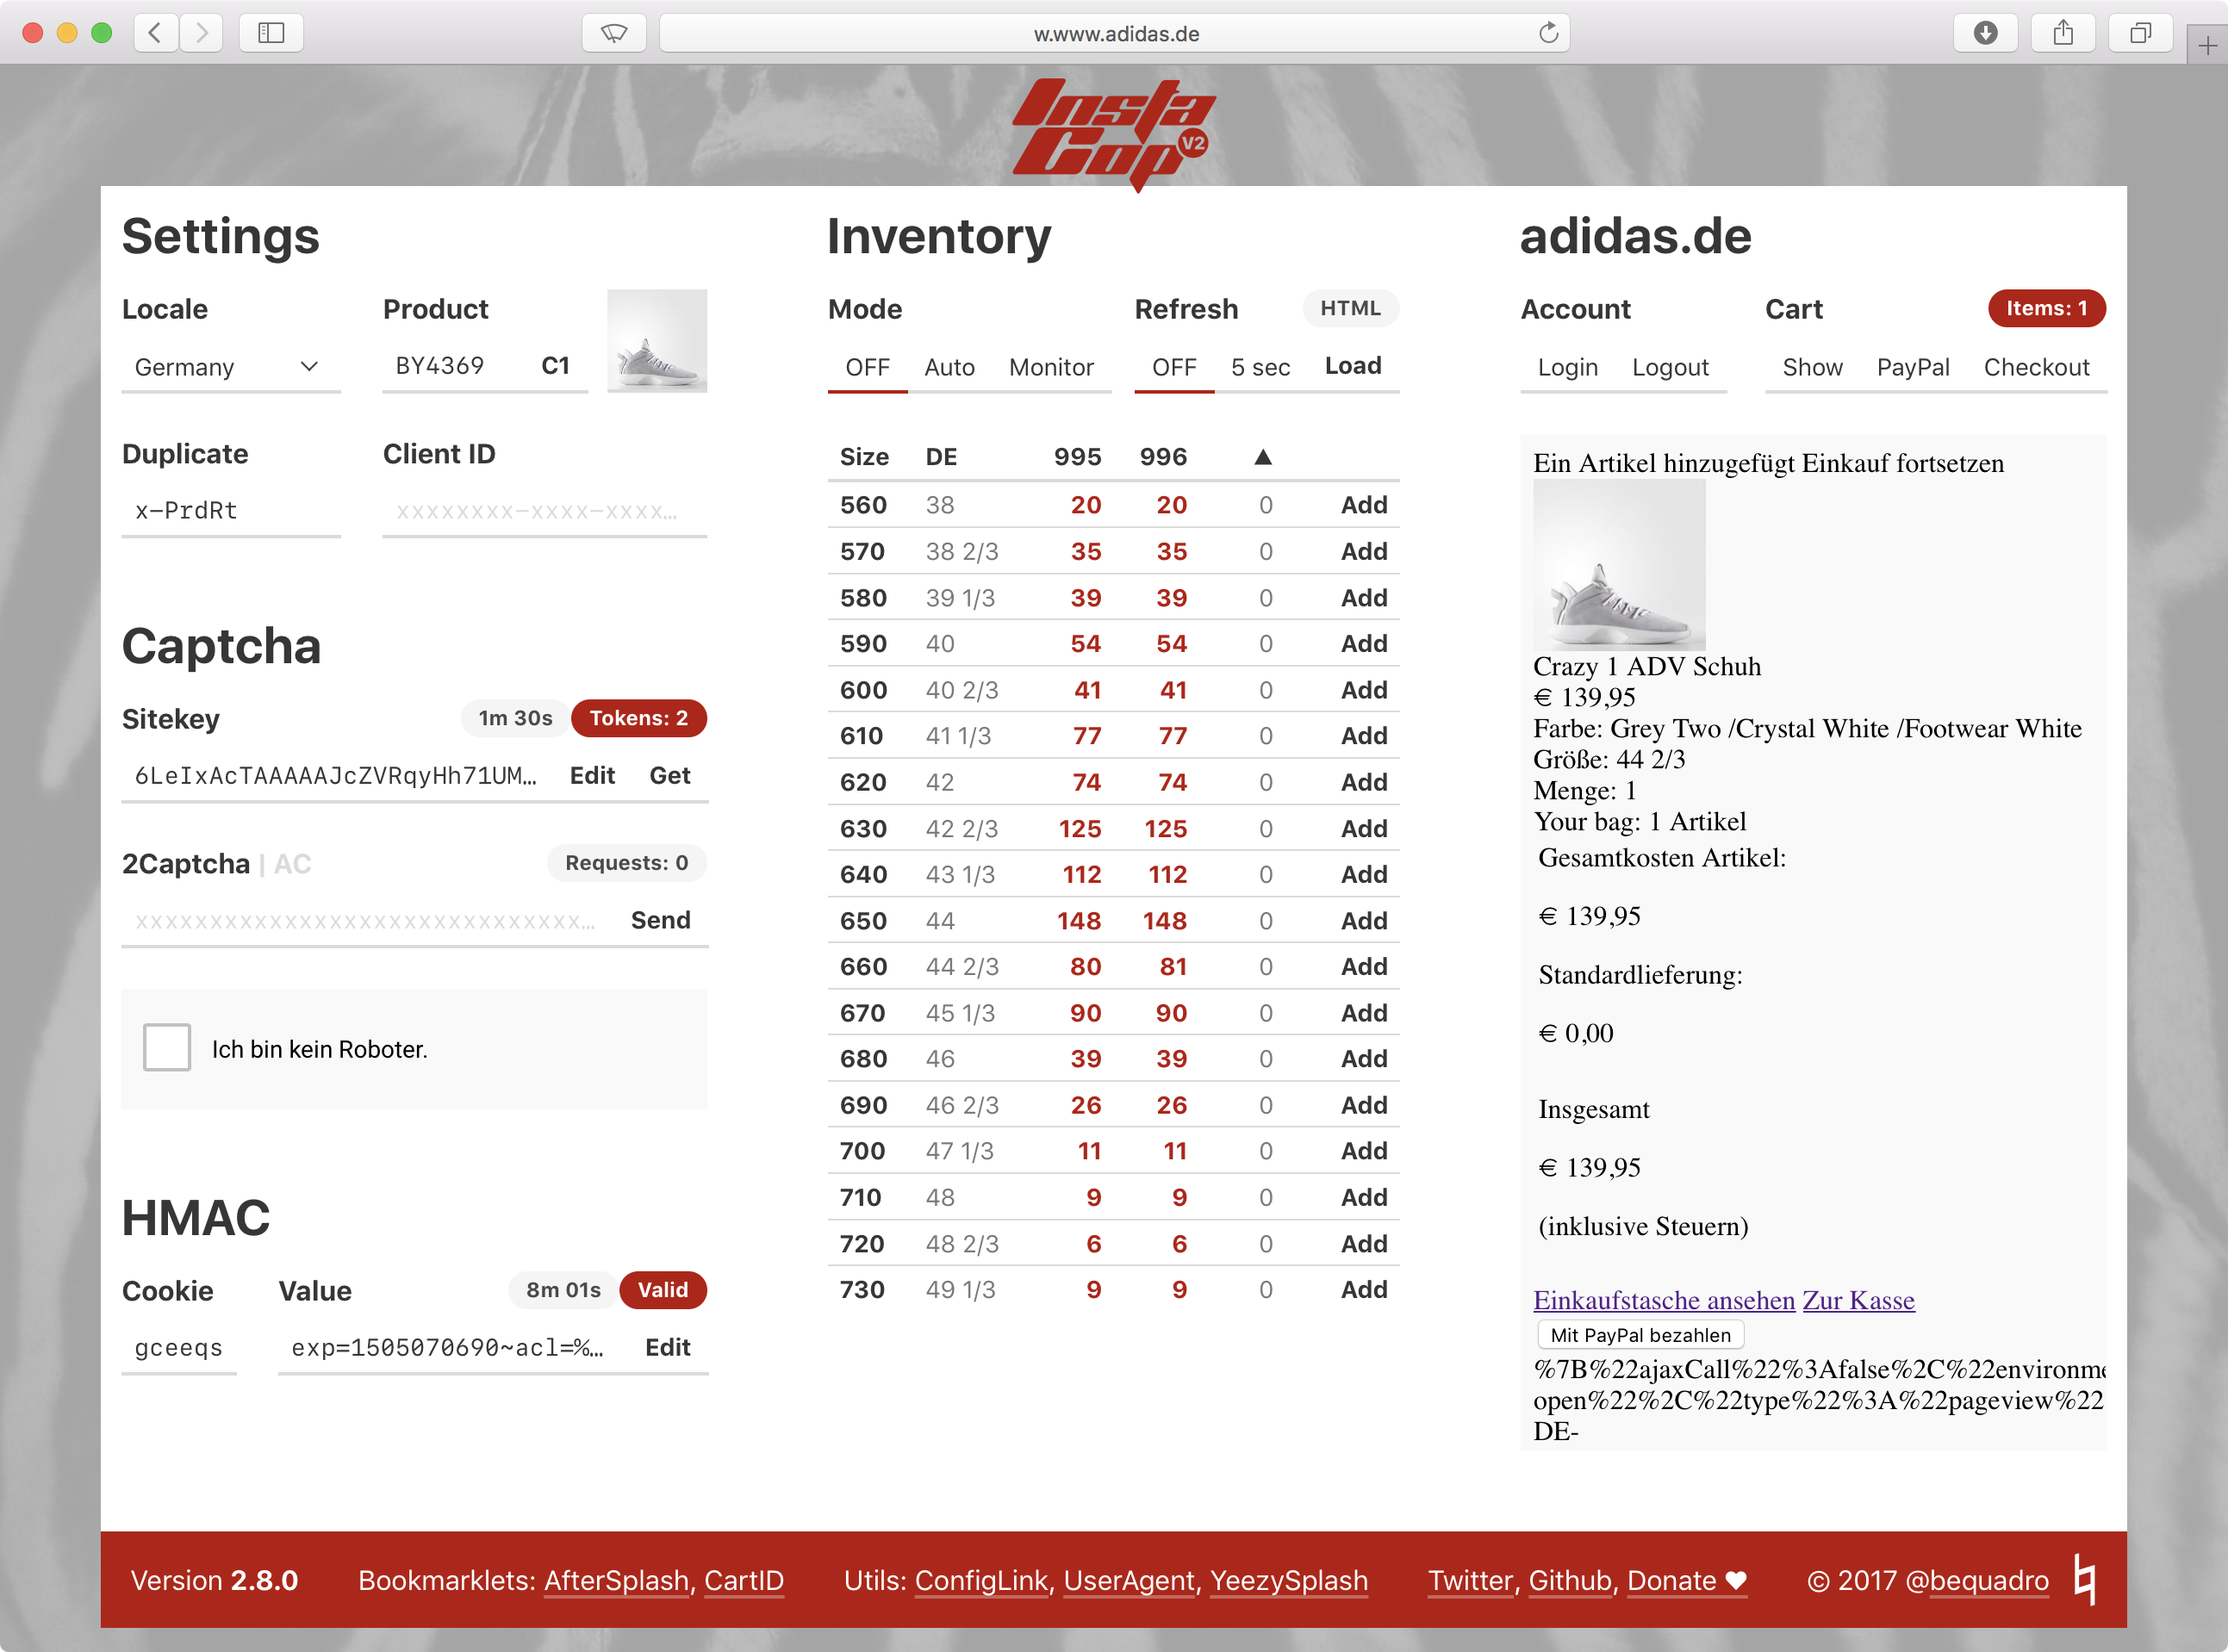 w.www.adidas.de
Insta
Cop V2
Settings
Locale
Product
Germany
BY4369 C1
Duplicate
Client ID
x-PrdRt
xxxxxxxx-xxxx-xxxx…
Captcha
Sitekey 1m 30s Tokens: 2
6LeIxAcTAAAAAJcZVRqyHh71UM… Edit Get
2Captcha | AC Requests: 0
xxxxxxxxxxxxxxxxxxxxxxxxxxxxxx… Send
Ich bin kein Roboter.
HMAC
Cookie Value 8m 01s Valid
gceeqs exp=1505070690~acl=%… Edit
Inventory
Mode Refresh HTML
OFF Auto Monitor OFF 5 sec Load
Size DE 995 996 ▲
560 38 20 20 0 Add
570 38 2/3 35 35 0 Add
580 39 1/3 39 39 0 Add
590 40 54 54 0 Add
600 40 2/3 41 41 0 Add
610 41 1/3 77 77 0 Add
620 42 74 74 0 Add
630 42 2/3 125 125 0 Add
640 43 1/3 112 112 0 Add
650 44 148 148 0 Add
660 44 2/3 80 81 0 Add
670 45 1/3 90 90 0 Add
680 46 39 39 0 Add
690 46 2/3 26 26 0 Add
700 47 1/3 11 11 0 Add
710 48 9 9 0 Add
720 48 2/3 6 6 0 Add
730 49 1/3 9 9 0 Add
adidas.de
Account Cart Items: 1
Login Logout Show PayPal Checkout
Ein Artikel hinzugefügt Einkauf fortsetzen
Crazy 1 ADV Schuh
€ 139,95
Farbe: Grey Two /Crystal White /Footwear White
Größe: 44 2/3
Menge: 1
Your bag: 1 Artikel
Gesamtkosten Artikel:
€ 139,95
Standardlieferung:
€ 0,00
Insgesamt
€ 139,95
(inklusive Steuern)
Einkaufstasche ansehen Zur Kasse
Mit PayPal bezahlen
%7B%22ajaxCall%22%3Afalse%2C%22environme
open%22%2C%22type%22%3A%22pageview%22
DE-
Version 2.8.0 Bookmarklets: AfterSplash, CartID Utils: ConfigLink, UserAgent, YeezySplash Twitter, Github, Donate ♥ © 2017 @bequadro